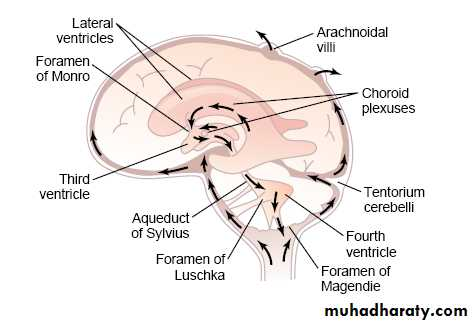 Lateral
ventricles
Foramen
of Monro
Third
ventricle
Aqueduct
of Sylvius
Foramen of
Luschka
Arachnoidal
villi
Choroid
plexuses
Tentorium
cerebelli
Fourth
ventricle
Foramen of
Magendie
muhadharaty.com